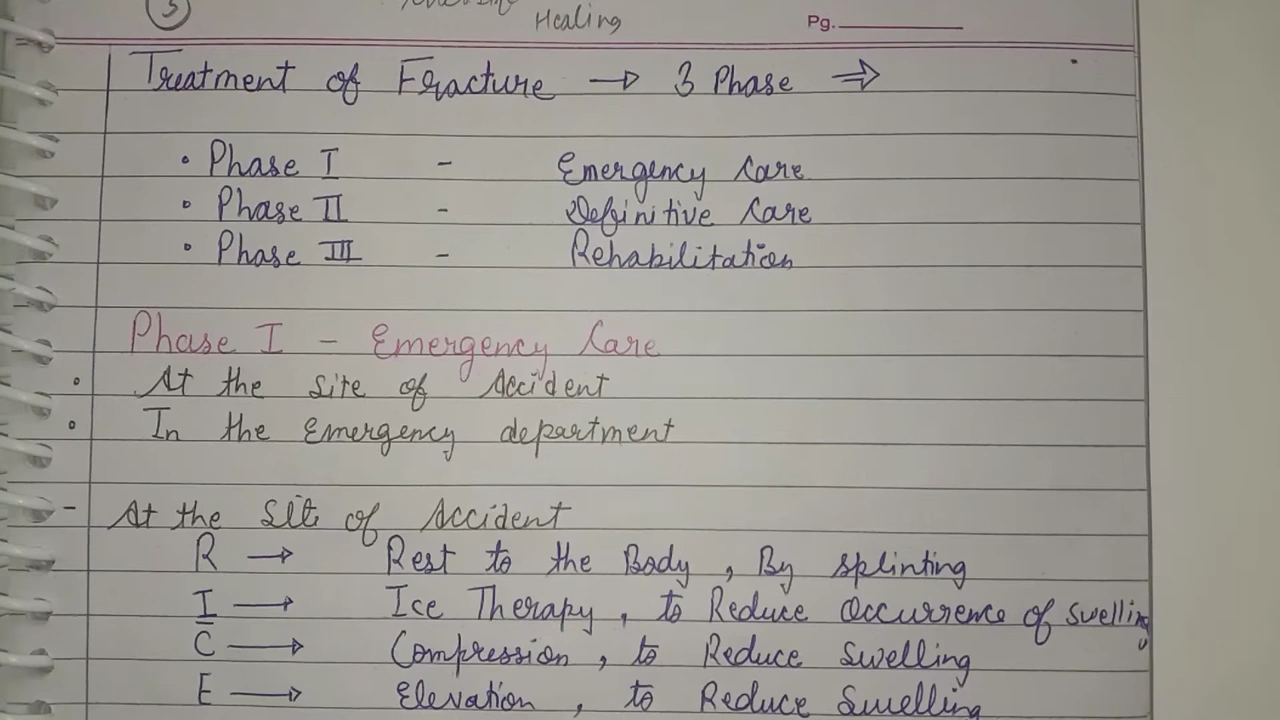 3
Healing
Pg.
Treatment of Fracture → 3 Phase ⇒
• Phase I - Emergency Care
• Phase II - Definitive Care
• Phase III - Rehabilitation
Phase I - Emergency Care
• At the site of Accident
• In the Emergency department
- At the site of Accident
R → Rest to the Body, By splinting
I → Ice Therapy, to Reduce Occurrence of swelling
C → Compression, to Reduce Swelling
E → Elevation, to Reduce Swelling